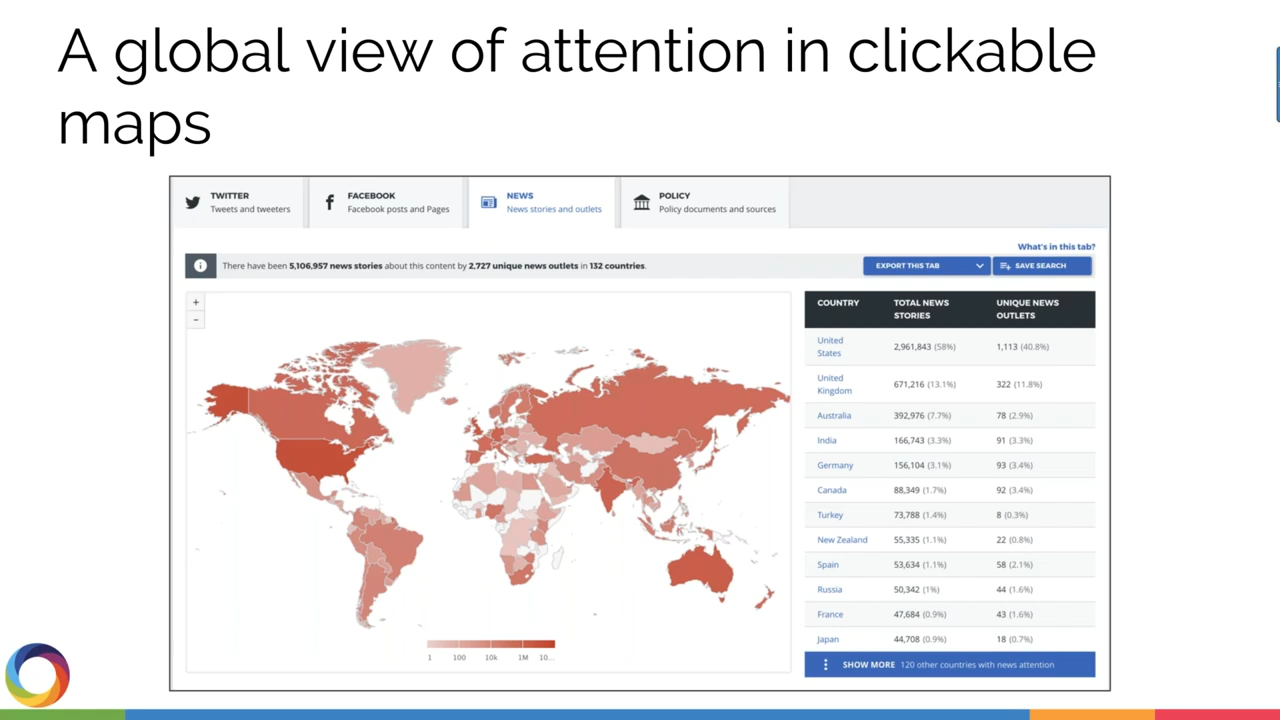 A global view of attention in clickable
maps
TWITTER
Tweets and tweeters
FACEBOOK
Facebook posts and Pages
NEWS
News stories and outlets
POLICY
Policy documents and sources
What's in this tab?
There have been 5,106,957 news stories about this content by 2,727 unique news outlets in 132 countries.
EXPORT THIS TAB
SAVE SEARCH
+
−
COUNTRY TOTAL NEWS UNIQUE NEWS
STORIES OUTLETS
United
States 2,961,843 (58%) 1,113 (40.8%)
United
Kingdom 671,216 (13.1%) 322 (11.8%)
Australia 392,976 (7.7%) 78 (2.9%)
India 166,743 (3.3%) 91 (3.3%)
Germany 156,104 (3.1%) 93 (3.4%)
Canada 88,349 (1.7%) 92 (3.4%)
Turkey 73,788 (1.4%) 8 (0.3%)
New Zealand 55,335 (1.1%) 22 (0.8%)
Spain 53,634 (1.1%) 58 (2.1%)
Russia 50,342 (1%) 44 (1.6%)
France 47,684 (0.9%) 43 (1.6%)
Japan 44,708 (0.9%) 18 (0.7%)
1 100 10k 1M 10...
SHOW MORE 120 other countries with news attention